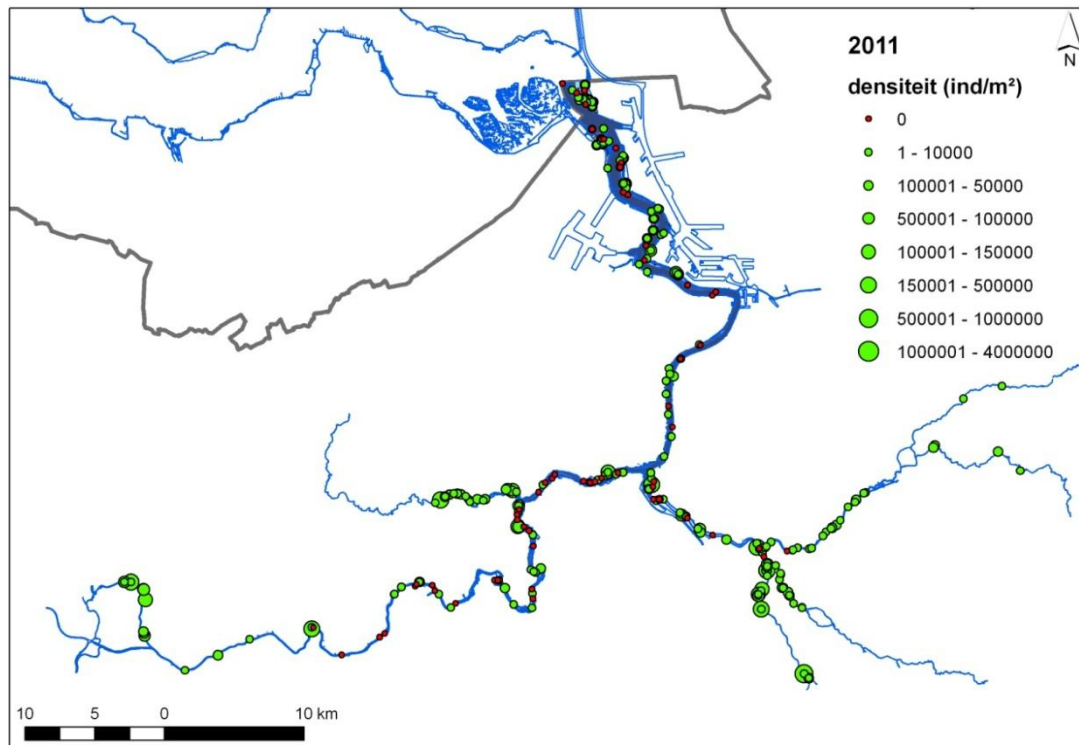 2011
N
densiteit (ind/m²)
0
1 - 10000
100001 - 50000
500001 - 100000
100001 - 150000
150001 - 500000
500001 - 1000000
1000001 - 4000000
10 5 0 10 km